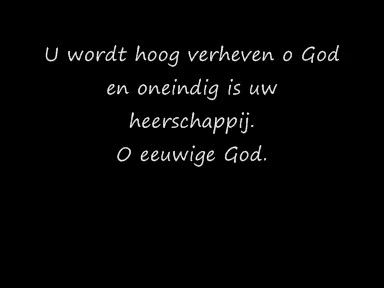 U wordt hoog verheven o God
en oneindig is uw
heerschappij.
O eeuwige God.